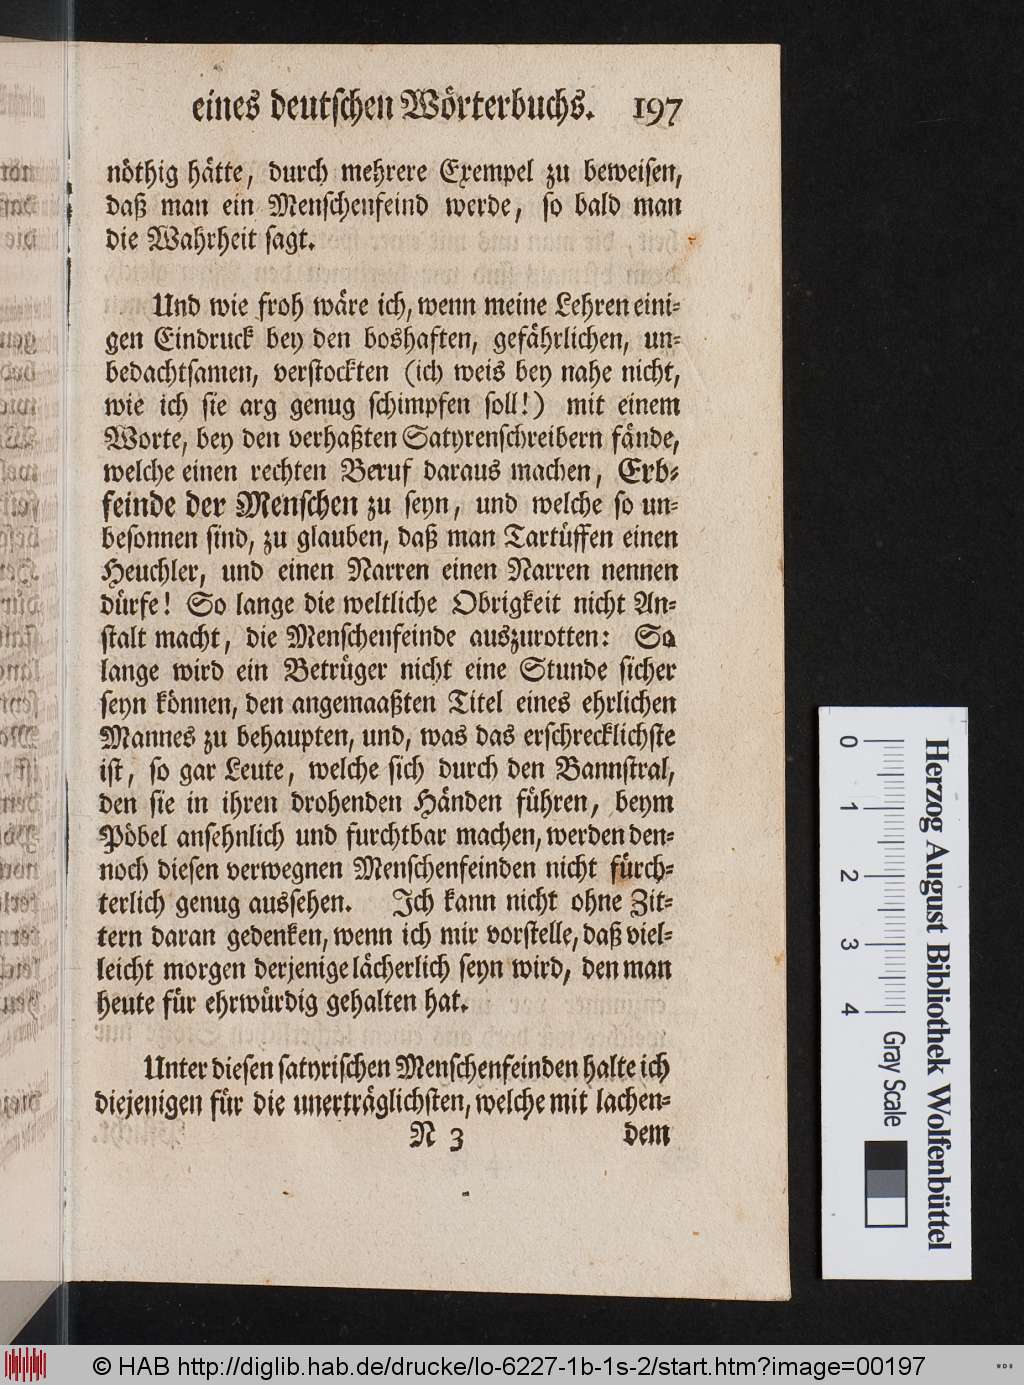 eines deutschen Wörterbuchs. 197
nöthig hätte, durch mehrere Exempel zu beweisen,
daß man ein Menschenfeind werde, so bald man
die Wahrheit sagt.
Und wie froh wäre ich, wenn meine Lehren eini-
gen Eindruck bey den boshaften, gefährlichen, un-
bedachtsamen, verstockten (ich weis bey nahe nicht,
wie ich sie arg genug schimpfen soll!) mit einem
Worte, bey den verhaßten Satyrenschreibern fände,
welche einen rechten Beruf daraus machen, Erb-
feinde der Menschen zu seyn, und welche so un-
besonnen sind, zu glauben, daß man Tartüffen einen
Heuchler, und einen Narren einen Narren nennen
dürfe! So lange die weltliche Obrigkeit nicht An-
stalt macht, die Menschenfeinde auszurotten: So
lange wird ein Betrüger nicht eine Stunde sicher
seyn können, den angemaaßten Titel eines ehrlichen
Mannes zu behaupten, und, was das erschrecklichste
ist, so gar Leute, welche sich durch den Bannstral,
den sie in ihren drohenden Händen führen, beym
Pöbel ansehnlich und furchtbar machen, werden den-
noch diesen verwegnen Menschenfeinden nicht fürch-
terlich genug aussehen. Ich kann nicht ohne Zit-
tern daran gedenken, wenn ich mir vorstelle, daß viel-
leicht morgen derjenige lächerlich seyn wird, den man
heute für ehrwürdig gehalten hat.
Unter diesen satyrischen Menschenfeinden halte ich
diejenigen für die unerträglichsten, welche mit lachen-
N 3 dem
0 1 2 3 4 Gray Scale
Herzog August Bibliothek Wolfenbüttel
© HAB http://diglib.hab.de/drucke/lo-6227-1b-1s-2/start.htm?image=00197